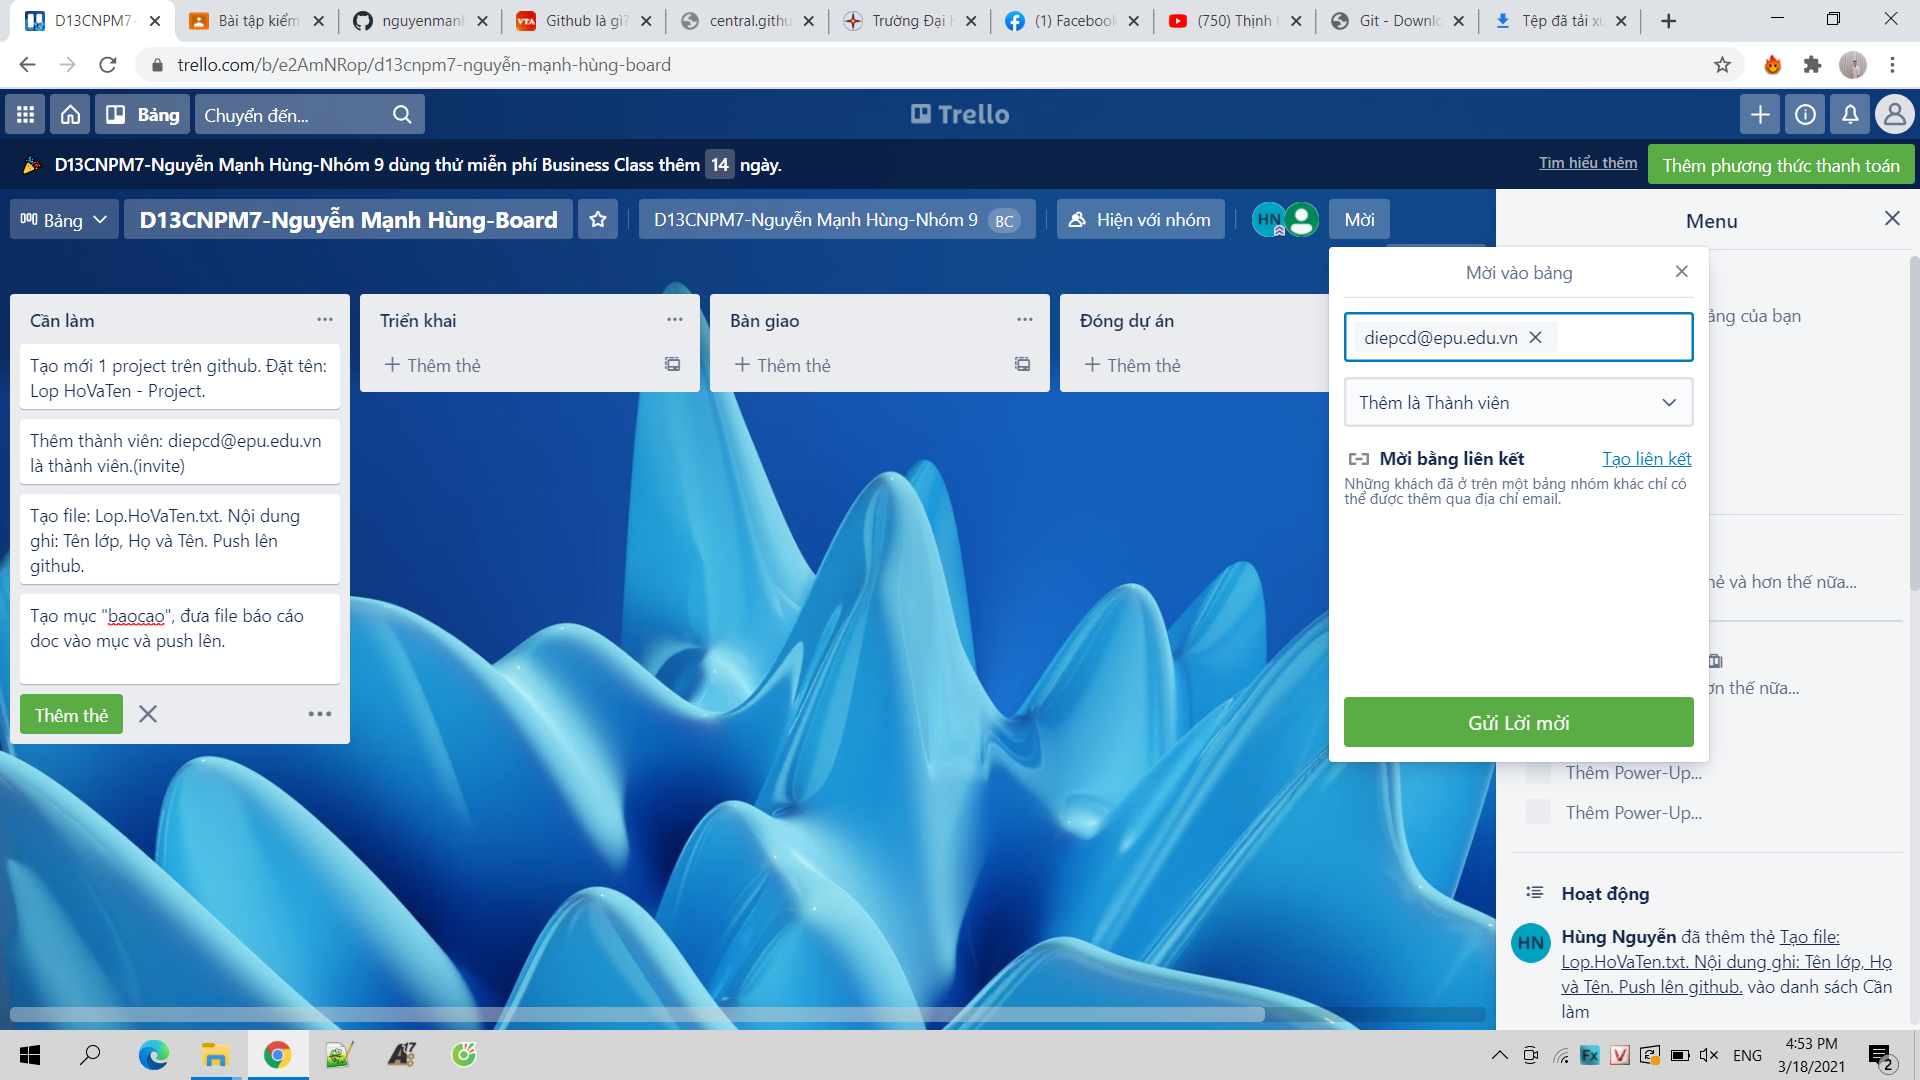 D13CNPM7-
Bài tập kiểm
nguyenmanh
Github là gì?
central.githu
Trường Đại H
(1) Facebook
(750) Thịnh
Git - Downlo
Tệp đã tải xu
trello.com/b/e2AmNRop/d13cnpm7-nguyễn-mạnh-hùng-board
Bảng
Chuyển đến...
Trello
D13CNPM7-Nguyễn Mạnh Hùng-Nhóm 9 dùng thử miễn phí Business Class thêm 14 ngày.
Tìm hiểu thêm
Thêm phương thức thanh toán
Bảng
D13CNPM7-Nguyễn Mạnh Hùng-Board
D13CNPM7-Nguyễn Mạnh Hùng-Nhóm 9 BC
Hiện với nhóm
HN
Mời
Menu
Cần làm
Tạo mới 1 project trên github. Đặt tên:
Lop HoVaTen - Project.
Thêm thành viên: diepcd@epu.edu.vn
là thành viên.(invite)
Tạo file: Lop.HoVaTen.txt. Nội dung
ghi: Tên lớp, Họ và Tên. Push lên
github.
Tạo mục "baocao", đưa file báo cáo
doc vào mục và push lên.
Thêm thẻ
Triển khai
Thêm thẻ
Bàn giao
Thêm thẻ
Đóng dự án
Thêm thẻ
Mời vào bảng
diepcd@epu.edu.vn
Thêm là Thành viên
Mời bằng liên kết
Tạo liên kết
Những khách đã ở trên một bảng nhóm khác chỉ có
thể được thêm qua địa chỉ email.
Gửi Lời mời
ảng của bạn
hẻ và hơn thế nữa...
ơn thế nữa...
Thêm Power-Up...
Thêm Power-Up...
Hoạt động
HN
Hùng Nguyễn đã thêm thẻ Tạo file:
Lop.HoVaTen.txt. Nội dung ghi: Tên lớp, Họ
và Tên. Push lên github. vào danh sách Cần
làm
ENG
4:53 PM
3/18/2021
2